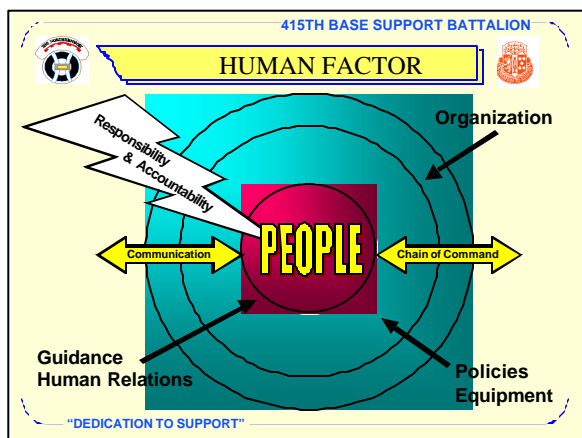 415TH BASE SUPPORT BATTALION
HUMAN FACTOR
Responsibility
& Accountability
Organization
Communication
PEOPLE
Chain of Command
Guidance
Human Relations
Policies
Equipment
“DEDICATION TO SUPPORT”